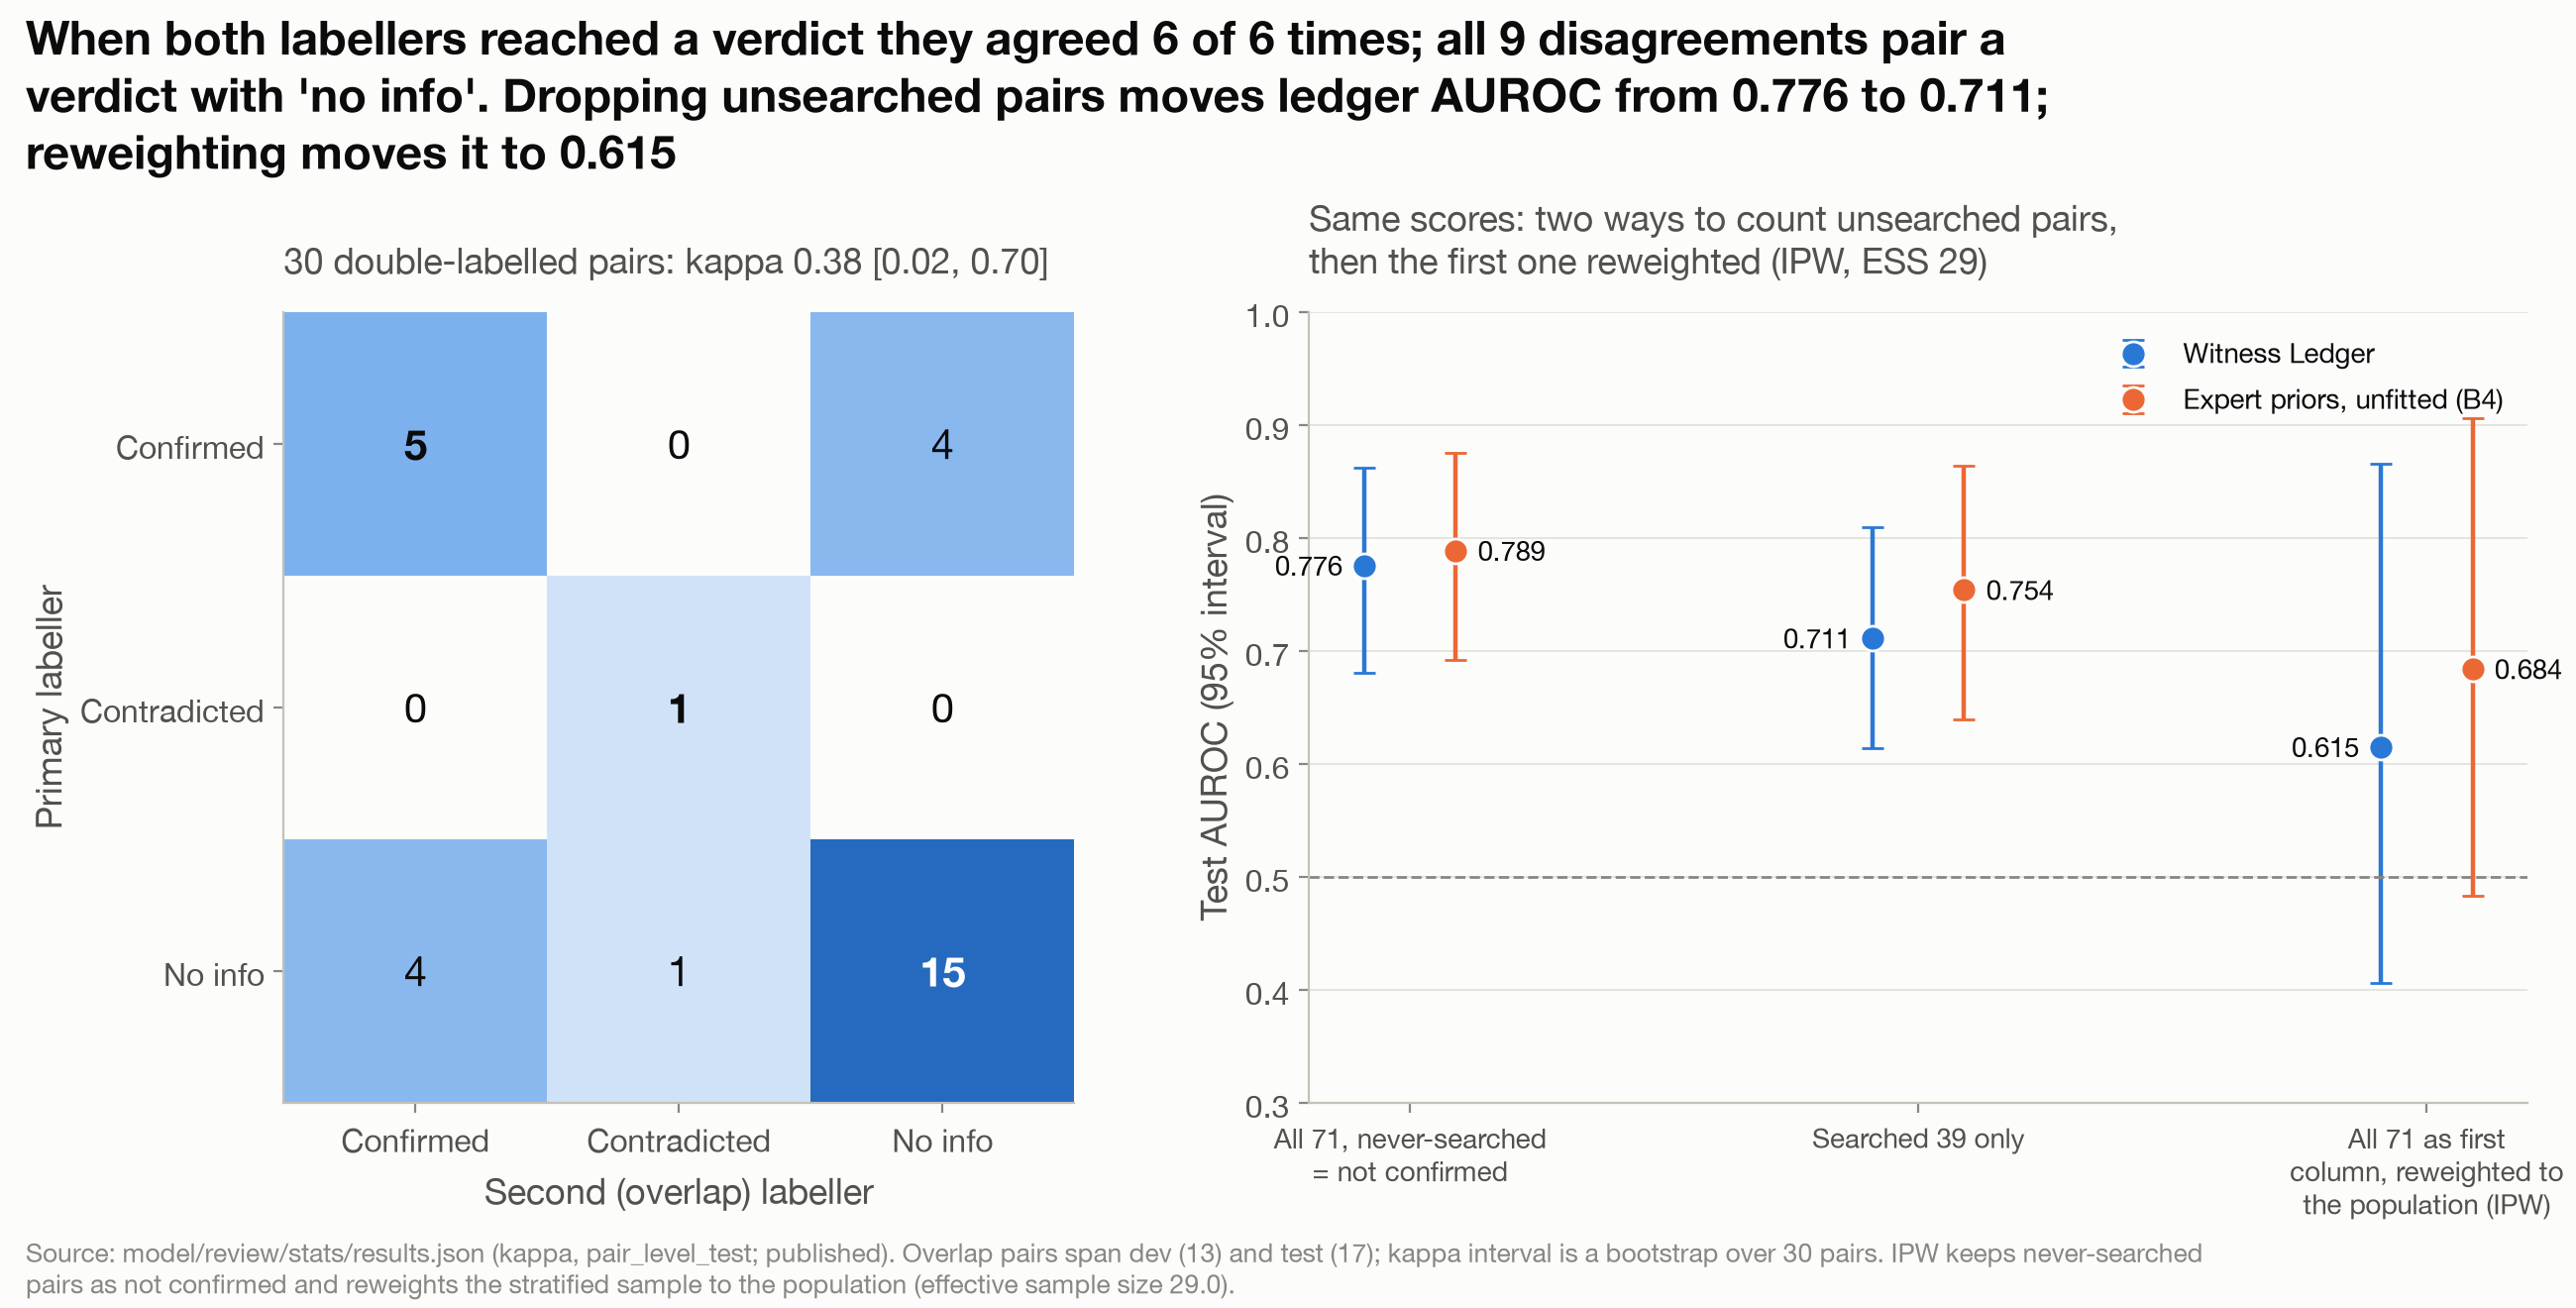 When both labellers reached a verdict they agreed 6 of 6 times; all 9 disagreements pair a
verdict with 'no info'. Dropping unsearched pairs moves ledger AUROC from 0.776 to 0.711;
reweighting moves it to 0.615
30 double-labelled pairs: kappa 0.38 [0.02, 0.70]
Primary labeller
Confirmed
5
0
4
Contradicted
0
1
0
No info
4
1
15
Confirmed
Contradicted
No info
Second (overlap) labeller
Same scores: two ways to count unsearched pairs,
then the first one reweighted (IPW, ESS 29)
Test AUROC (95% interval)
1.0
0.9
0.8
0.7
0.6
0.5
0.4
0.3
Witness Ledger
Expert priors, unfitted (B4)
0.776
0.789
0.711
0.754
0.615
0.684
All 71, never-searched
= not confirmed
Searched 39 only
All 71 as first
column, reweighted to
the population (IPW)
Source: model/review/stats/results.json (kappa, pair_level_test; published). Overlap pairs span dev (13) and test (17); kappa interval is a bootstrap over 30 pairs. IPW keeps never-searched
pairs as not confirmed and reweights the stratified sample to the population (effective sample size 29.0).